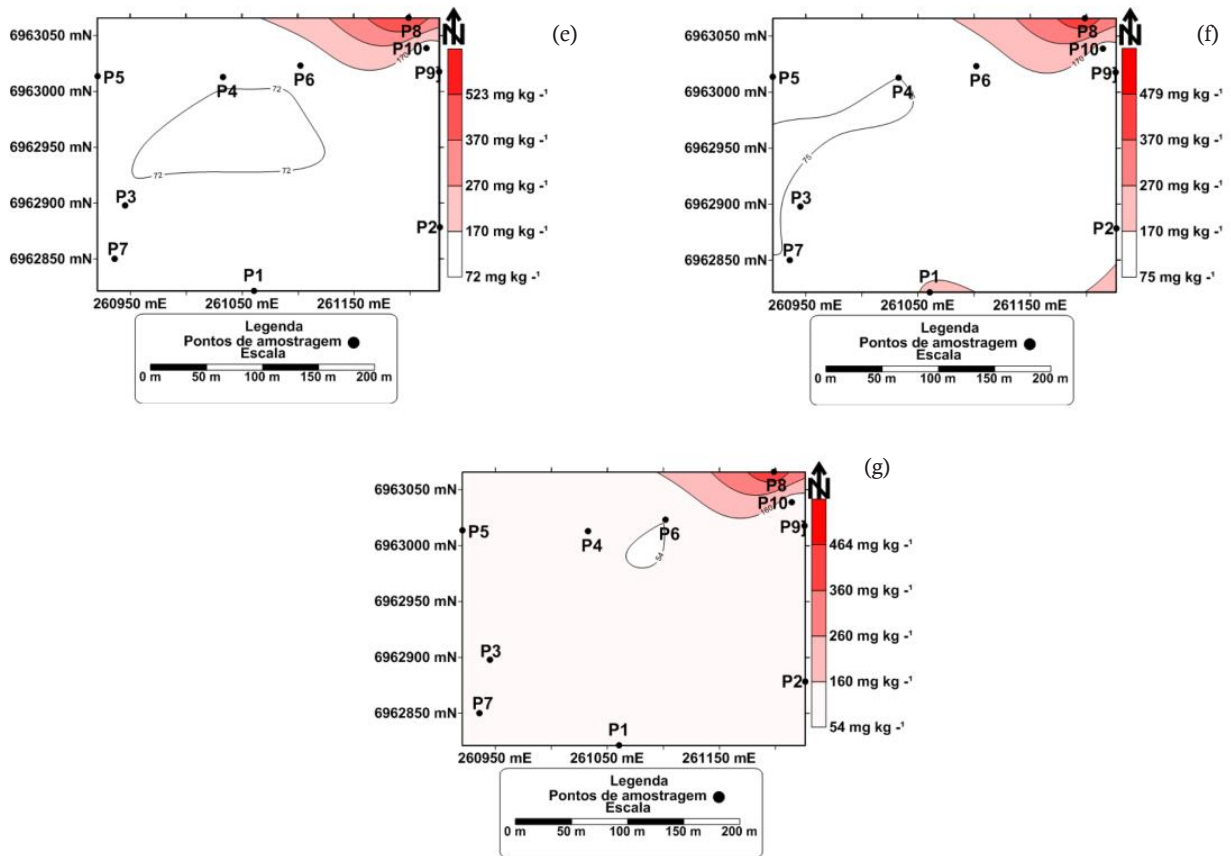 (e)
N
6963050 mN
6963000 mN
6962950 mN
6962900 mN
6962850 mN
P8
P10
170
P9
P5
P4
P6
72
72
72
P3
P2
P7
P1
260950 mE
261050 mE
261150 mE
523 mg kg -¹
370 mg kg -¹
270 mg kg -¹
170 mg kg -¹
72 mg kg -¹
Legenda
Pontos de amostragem
Escala
0 m 50 m 100 m 150 m 200 m
(f)
N
6963050 mN
6963000 mN
6962950 mN
6962900 mN
6962850 mN
P8
P10
170
P9
P5
P4
P6
75
P3
P2
P7
P1
260950 mE
261050 mE
261150 mE
479 mg kg -¹
370 mg kg -¹
270 mg kg -¹
170 mg kg -¹
75 mg kg -¹
Legenda
Pontos de amostragem
Escala
0 m 50 m 100 m 150 m 200 m
(g)
N
6963050 mN
6963000 mN
6962950 mN
6962900 mN
6962850 mN
P8
P10
160
P9
P5
P4
P6
54
P3
P2
P7
P1
260950 mE
261050 mE
261150 mE
464 mg kg -¹
360 mg kg -¹
260 mg kg -¹
160 mg kg -¹
54 mg kg -¹
Legenda
Pontos de amostragem
Escala
0 m 50 m 100 m 150 m 200 m